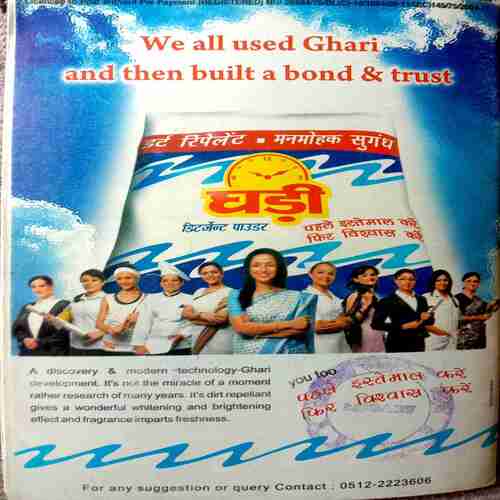 We all used Ghari
and then built a bond & trust
डर्ट रिपेलेंट ▪ मनमोहक सुगंध
घड़ी
डिटर्जेन्ट पाउडर
पहले इस्तेमाल करें
फिर विश्वास करें
A discovery & modern technology-Ghari
development. It's not the miracle of a moment
rather research of many years. It's dirt repellant
gives a wonderful whitening and brightening
effect and fragrance imparts freshness.
you too
पहले इस्तेमाल करें
फिर विश्वास करें
For any suggestion or query Contact : 0512-2223606